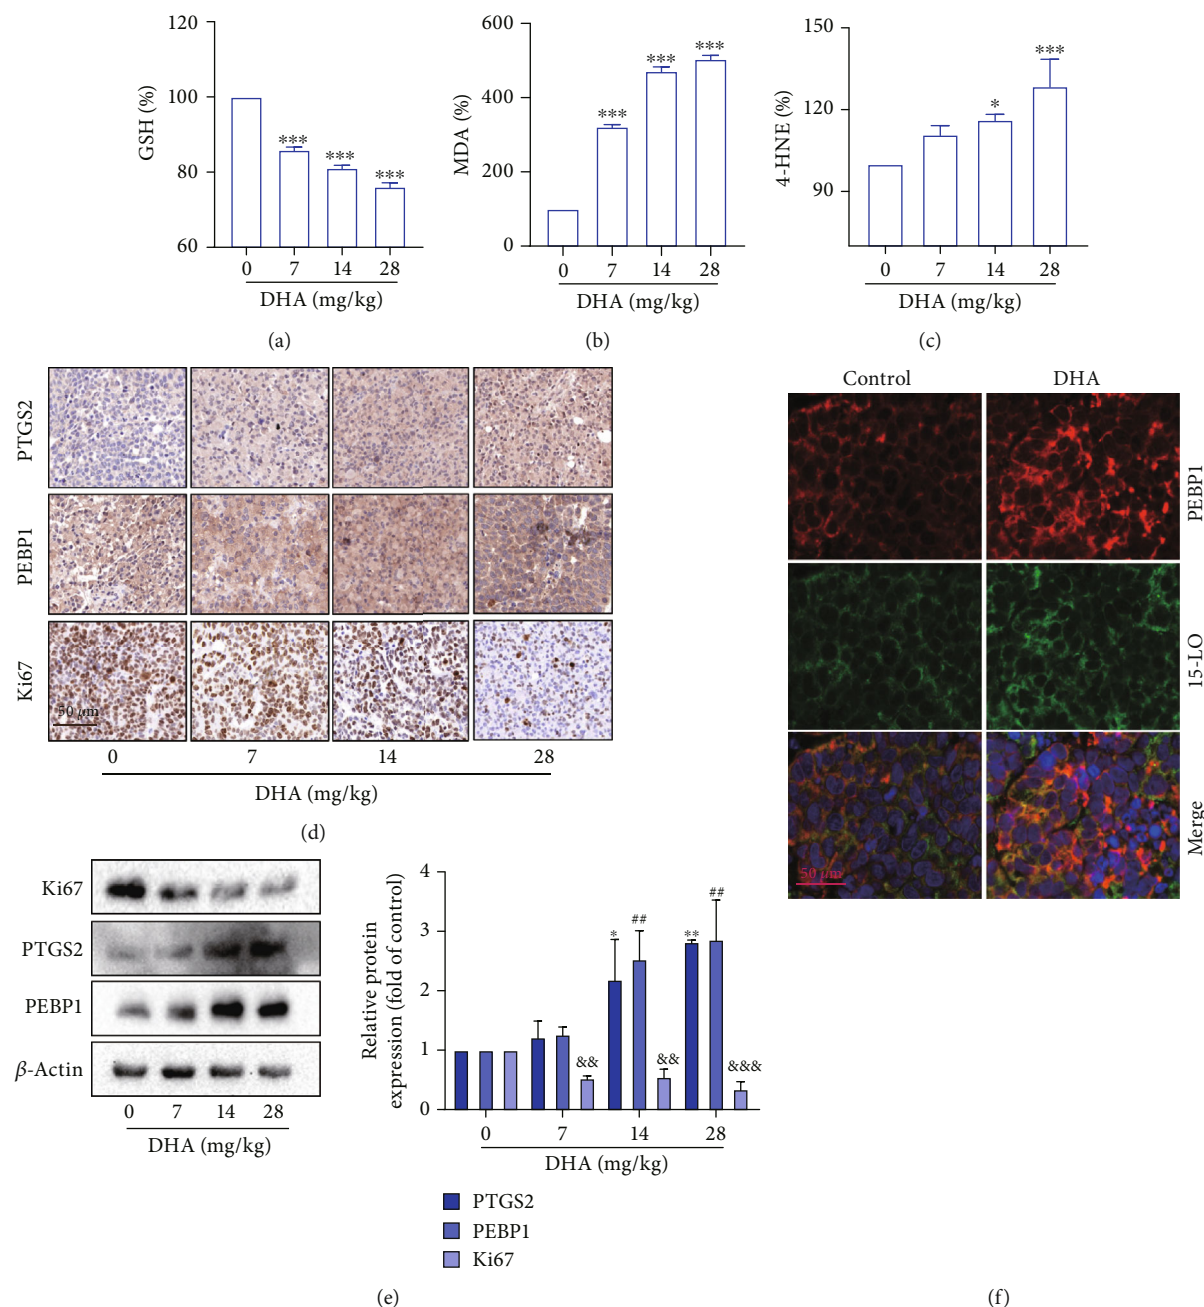 120
100
80
60
GSH (%)
***
***
***
0 7 14 28
DHA (mg/kg)
(a)
600
400
200
0
MDA (%)
***
***
***
0 7 14 28
DHA (mg/kg)
(b)
150
120
90
4-HNE (%)
*
***
0 7 14 28
DHA (mg/kg)
(c)
PTGS2
PEBP1
Ki67
50 μm
0 7 14 28
DHA (mg/kg)
(d)
Control DHA
PEBP1
15-LO
Merge
50 μm
Ki67
PTGS2
PEBP1
β-Actin
0 7 14 28
DHA (mg/kg)
Relative protein
expression (fold of control)
4
3
2
1
0
&&
* ##
&&
** ##
&&&
0 7 14 28
DHA (mg/kg)
PTGS2
PEBP1
Ki67
(e)
(f)